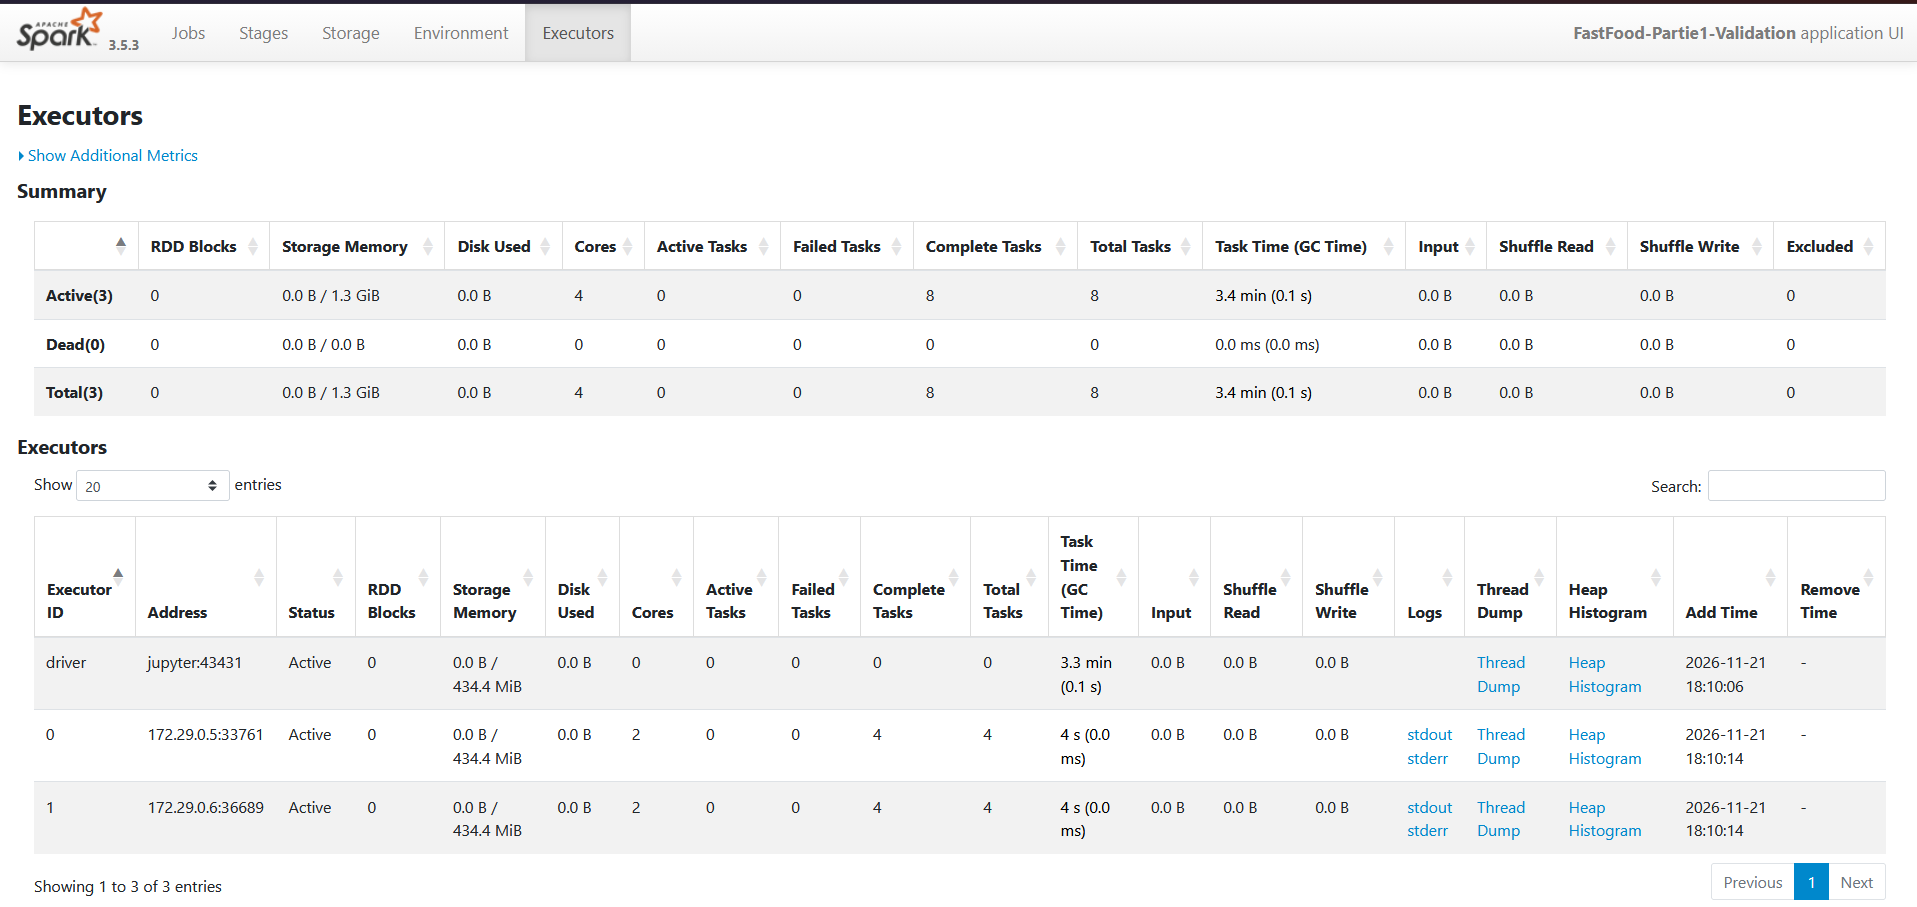 APACHE Spark 3.5.3 Jobs Stages Storage Environment Executors FastFood-Partie1-Validation application UI
Executors
Show Additional Metrics
Summary
RDD Blocks Storage Memory Disk Used Cores Active Tasks Failed Tasks Complete Tasks Total Tasks Task Time (GC Time) Input Shuffle Read Shuffle Write Excluded
Active(3) 0 0.0 B / 1.3 GiB 0.0 B 4 0 0 8 8 3.4 min (0.1 s) 0.0 B 0.0 B 0.0 B 0
Dead(0) 0 0.0 B / 0.0 B 0.0 B 0 0 0 0 0 0.0 ms (0.0 ms) 0.0 B 0.0 B 0.0 B 0
Total(3) 0 0.0 B / 1.3 GiB 0.0 B 4 0 0 8 8 3.4 min (0.1 s) 0.0 B 0.0 B 0.0 B 0
Executors
Show 20 entries Search:
Executor ID Address Status RDD Blocks Storage Memory Disk Used Cores Active Tasks Failed Tasks Complete Tasks Total Tasks Task Time (GC Time) Input Shuffle Read Shuffle Write Logs Thread Dump Heap Histogram Add Time Remove Time
driver jupyter:43431 Active 0 0.0 B / 434.4 MiB 0.0 B 0 0 0 0 0 3.3 min (0.1 s) 0.0 B 0.0 B 0.0 B Thread Dump Heap Histogram 2026-11-21 18:10:06 -
0 172.29.0.5:33761 Active 0 0.0 B / 434.4 MiB 0.0 B 2 0 0 4 4 4 s (0.0 ms) 0.0 B 0.0 B 0.0 B stdout stderr Thread Dump Heap Histogram 2026-11-21 18:10:14 -
1 172.29.0.6:36689 Active 0 0.0 B / 434.4 MiB 0.0 B 2 0 0 4 4 4 s (0.0 ms) 0.0 B 0.0 B 0.0 B stdout stderr Thread Dump Heap Histogram 2026-11-21 18:10:14 -
Showing 1 to 3 of 3 entries Previous 1 Next